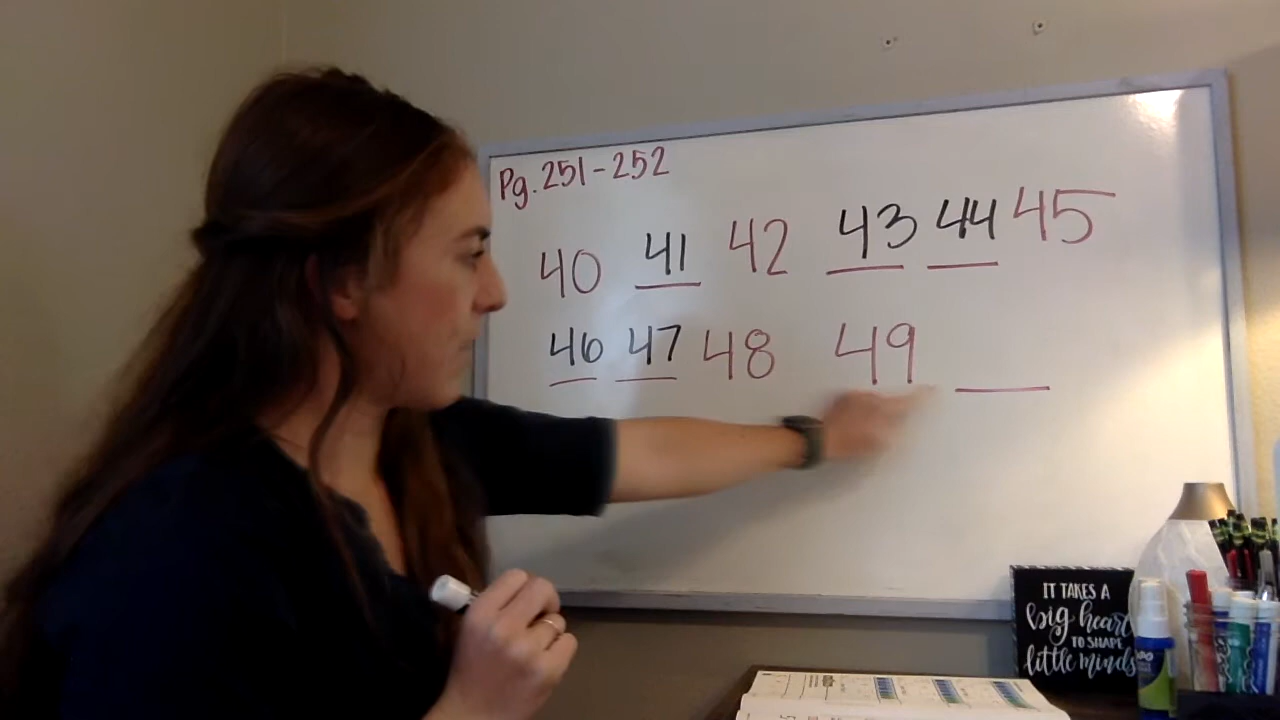 Pg. 251-252
40 41 42 43 44 45
46 47 48 49 __
IT TAKES A
big heart
TO SHAPE
little minds